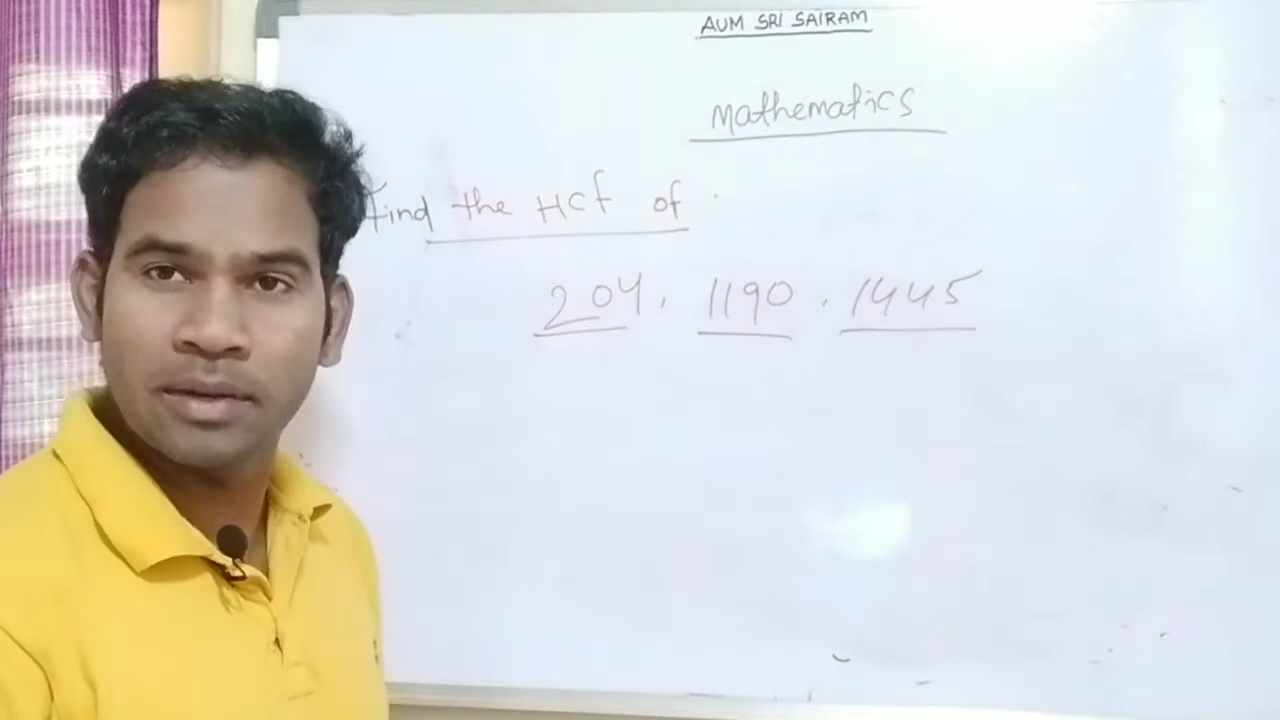 AUM SRI SAIRAM
Mathematics
Find the HCF of
204, 1190, 1445